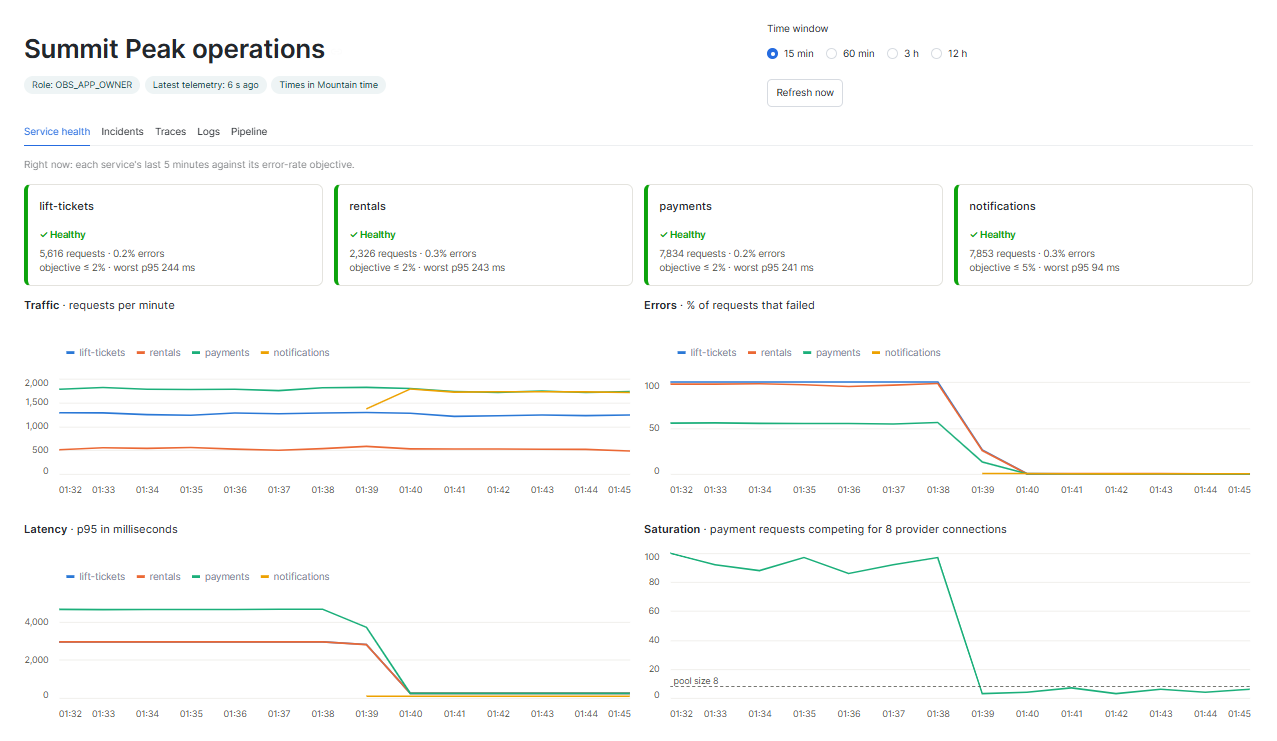 Summit Peak operations
Time window
15 min 60 min 3 h 12 h
Role: OBS_APP_OWNER Latest telemetry: 6 s ago Times in Mountain time
Refresh now
Service health Incidents Traces Logs Pipeline
Right now: each service's last 5 minutes against its error-rate objective.
lift-tickets
✓ Healthy
5,616 requests · 0.2% errors
objective ≤ 2% · worst p95 244 ms
rentals
✓ Healthy
2,326 requests · 0.3% errors
objective ≤ 2% · worst p95 243 ms
payments
✓ Healthy
7,834 requests · 0.2% errors
objective ≤ 2% · worst p95 241 ms
notifications
✓ Healthy
7,853 requests · 0.3% errors
objective ≤ 5% · worst p95 94 ms
Traffic · requests per minute
lift-tickets rentals payments notifications
2,000
1,500
1,000
500
0
01:32 01:33 01:34 01:35 01:36 01:37 01:38 01:39 01:40 01:41 01:42 01:43 01:44 01:45
Errors · % of requests that failed
lift-tickets rentals payments notifications
100
50
0
01:32 01:33 01:34 01:35 01:36 01:37 01:38 01:39 01:40 01:41 01:42 01:43 01:44 01:45
Latency · p95 in milliseconds
lift-tickets rentals payments notifications
4,000
2,000
0
01:32 01:33 01:34 01:35 01:36 01:37 01:38 01:39 01:40 01:41 01:42 01:43 01:44 01:45
Saturation · payment requests competing for 8 provider connections
100
80
60
40
20
pool size 8
0
01:32 01:33 01:34 01:35 01:36 01:37 01:38 01:39 01:40 01:41 01:42 01:43 01:44 01:45